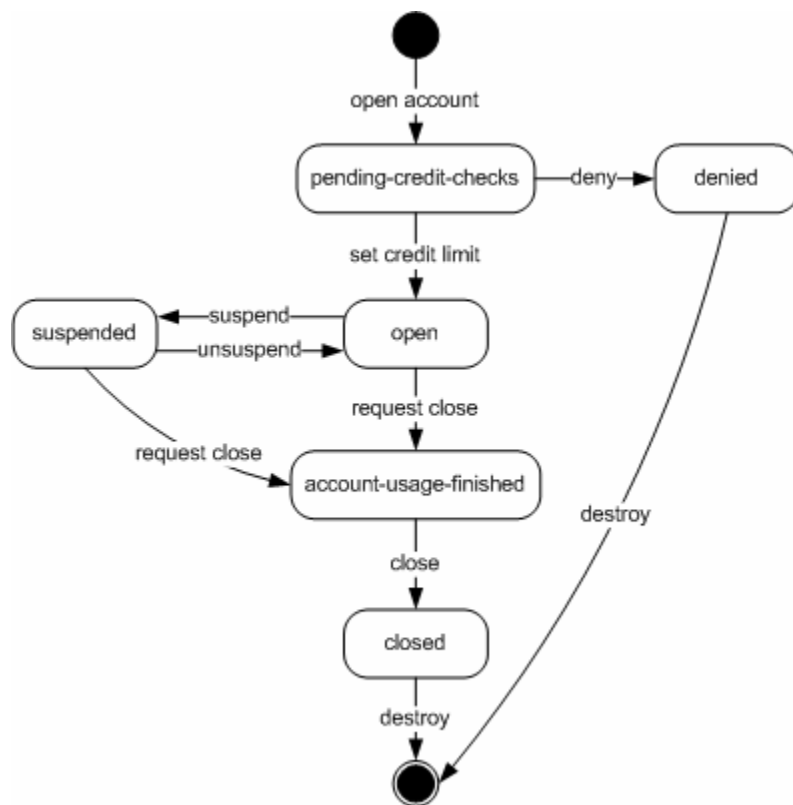 open account
pending-credit-checks
deny
denied
set credit limit
suspended
suspend
unsuspend
open
request close
request close
account-usage-finished
destroy
close
closed
destroy